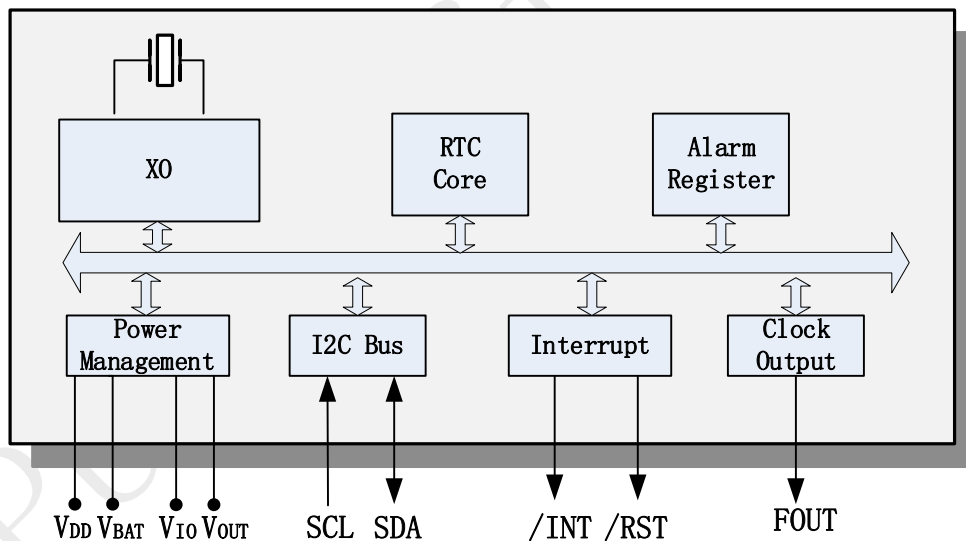 XO
RTC
Core
Alarm
Register
Power
Management
I2C Bus
Interrupt
Clock
Output
VDD VBAT VIO VOUT SCL SDA /INT /RST FOUT